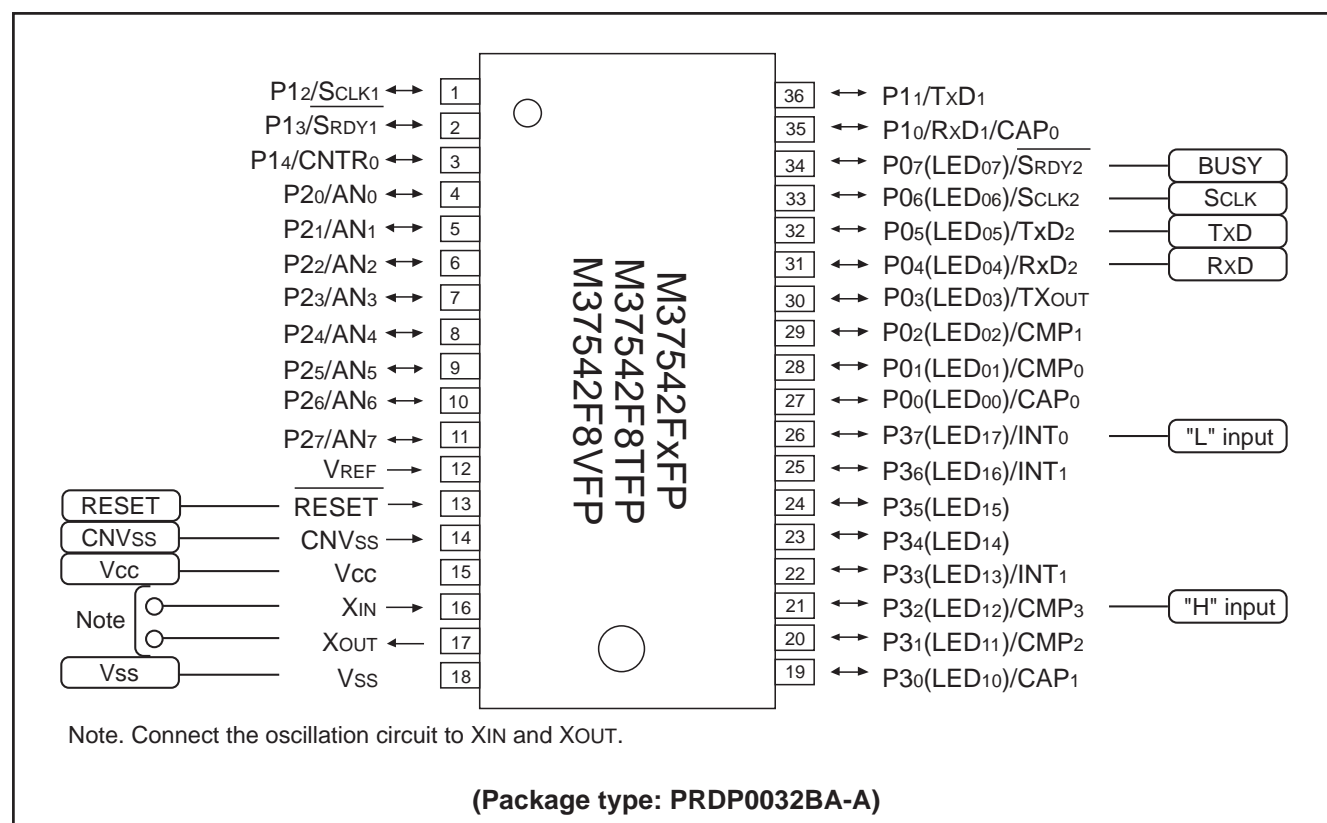 P12/SCLK1 1
P13/SRDY1 2
P14/CNTR0 3
P20/AN0 4
P21/AN1 5
P22/AN2 6
P23/AN3 7
P24/AN4 8
P25/AN5 9
P26/AN6 10
P27/AN7 11
VREF 12
RESET RESET 13
CNVSS CNVSS 14
Vcc Vcc 15
Note
XIN 16
XOUT 17
Vss VSS 18
M37542FxFP
M37542F8TFP
M37542F8VFP
36 P11/TxD1
35 P10/RxD1/CAP0
34 P07(LED07)/SRDY2 BUSY
33 P06(LED06)/SCLK2 SCLK
32 P05(LED05)/TxD2 TXD
31 P04(LED04)/RxD2 RXD
30 P03(LED03)/TXOUT
29 P02(LED02)/CMP1
28 P01(LED01)/CMP0
27 P00(LED00)/CAP0
26 P37(LED17)/INT0 "L" input
25 P36(LED16)/INT1
24 P35(LED15)
23 P34(LED14)
22 P33(LED13)/INT1
21 P32(LED12)/CMP3 "H" input
20 P31(LED11)/CMP2
19 P30(LED10)/CAP1
Note. Connect the oscillation circuit to XIN and XOUT.
(Package type: PRDP0032BA-A)